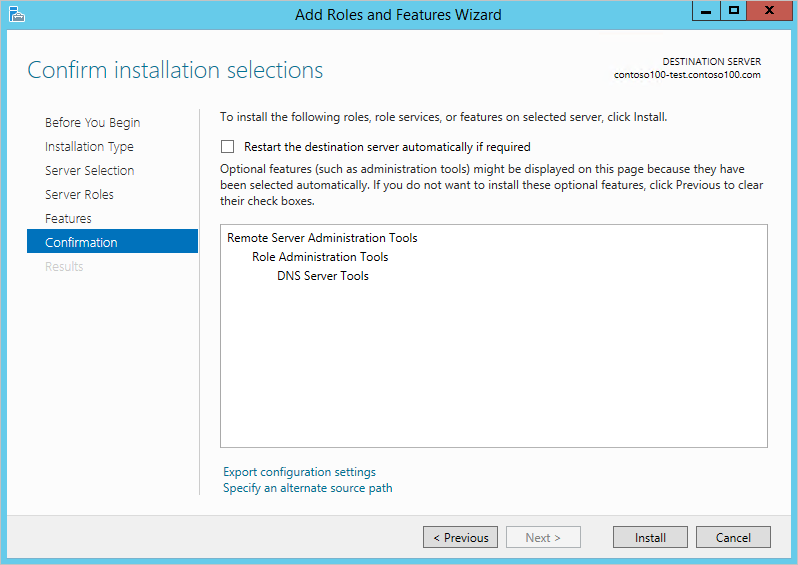 Add Roles and Features Wizard
Confirm installation selections
DESTINATION SERVER
contoso100-test.contoso100.com
Before You Begin
Installation Type
Server Selection
Server Roles
Features
Confirmation
Results
To install the following roles, role services, or features on selected server, click Install.
Restart the destination server automatically if required
Optional features (such as administration tools) might be displayed on this page because they have
been selected automatically. If you do not want to install these optional features, click Previous to clear
their check boxes.
Remote Server Administration Tools
Role Administration Tools
DNS Server Tools
Export configuration settings
Specify an alternate source path
< Previous
Next >
Install
Cancel